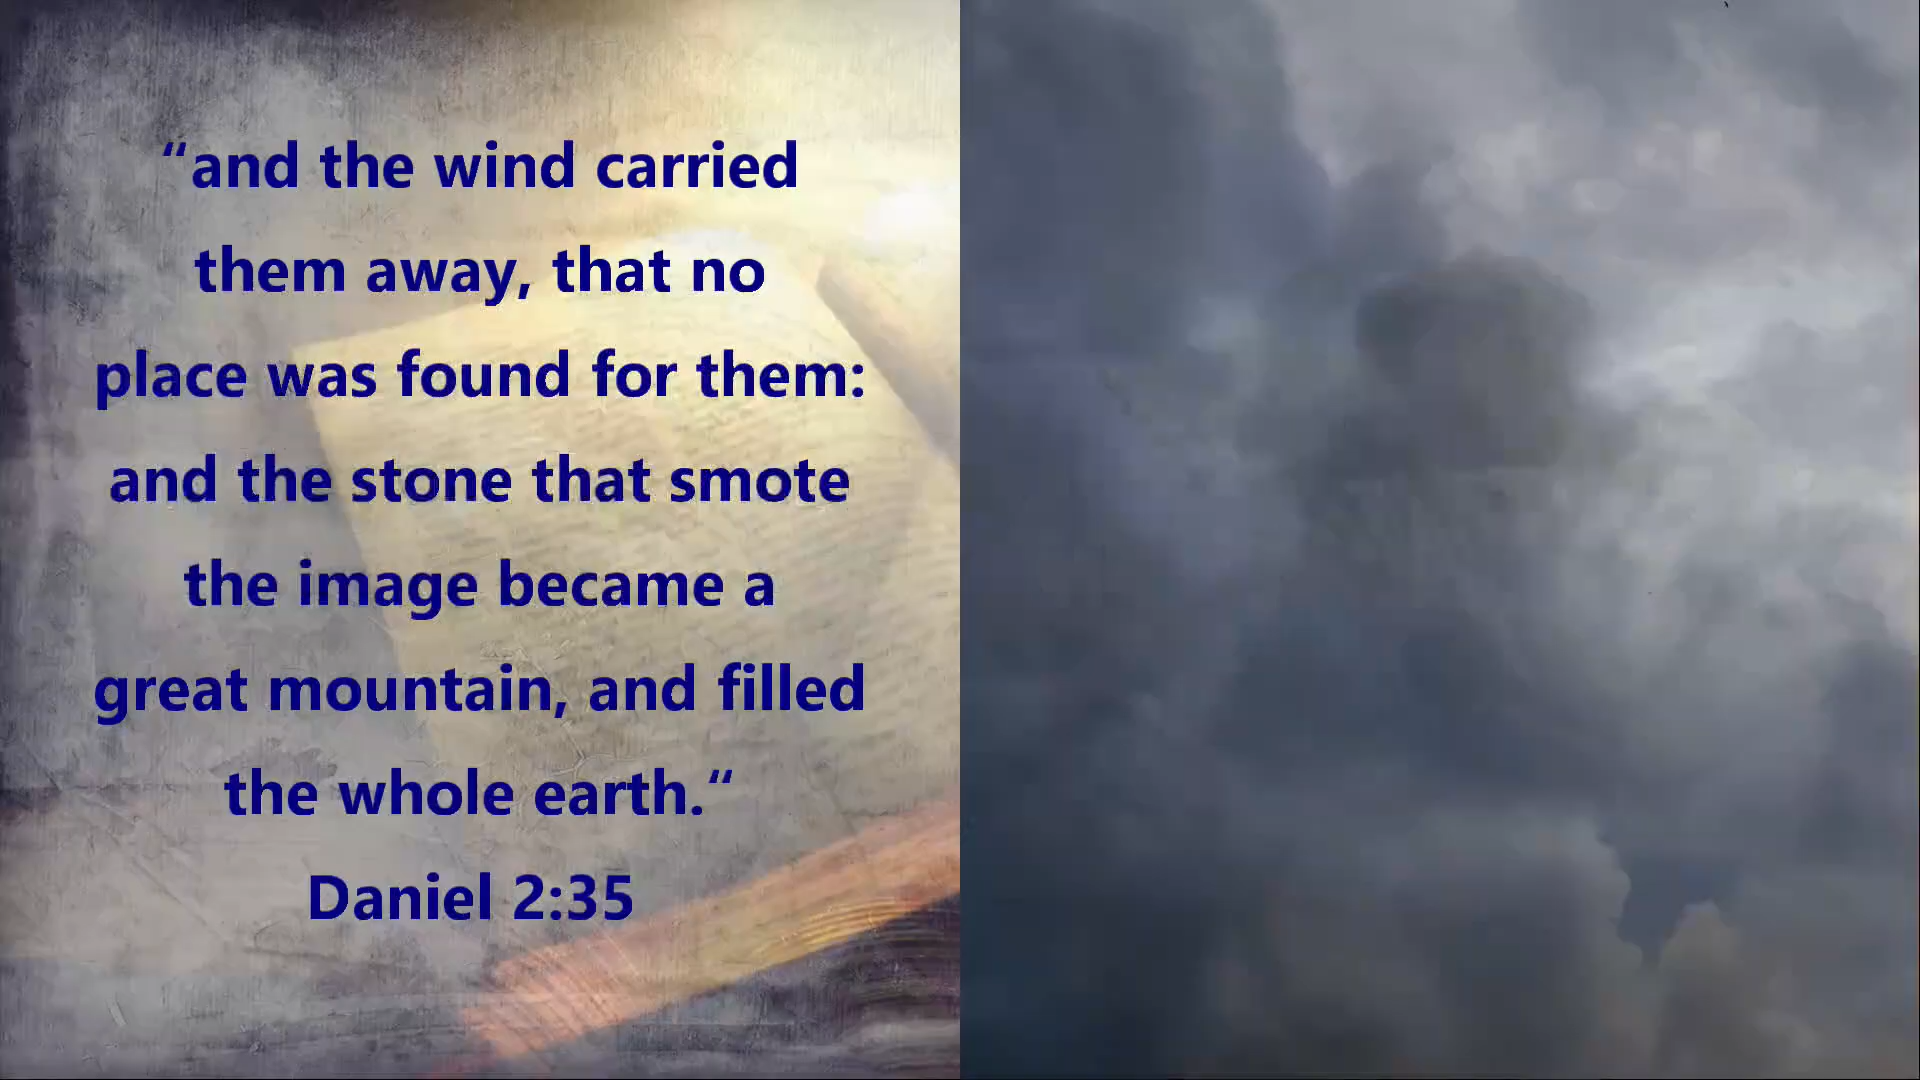 “and the wind carried
them away, that no
place was found for them:
and the stone that smote
the image became a
great mountain, and filled
the whole earth.“
Daniel 2:35